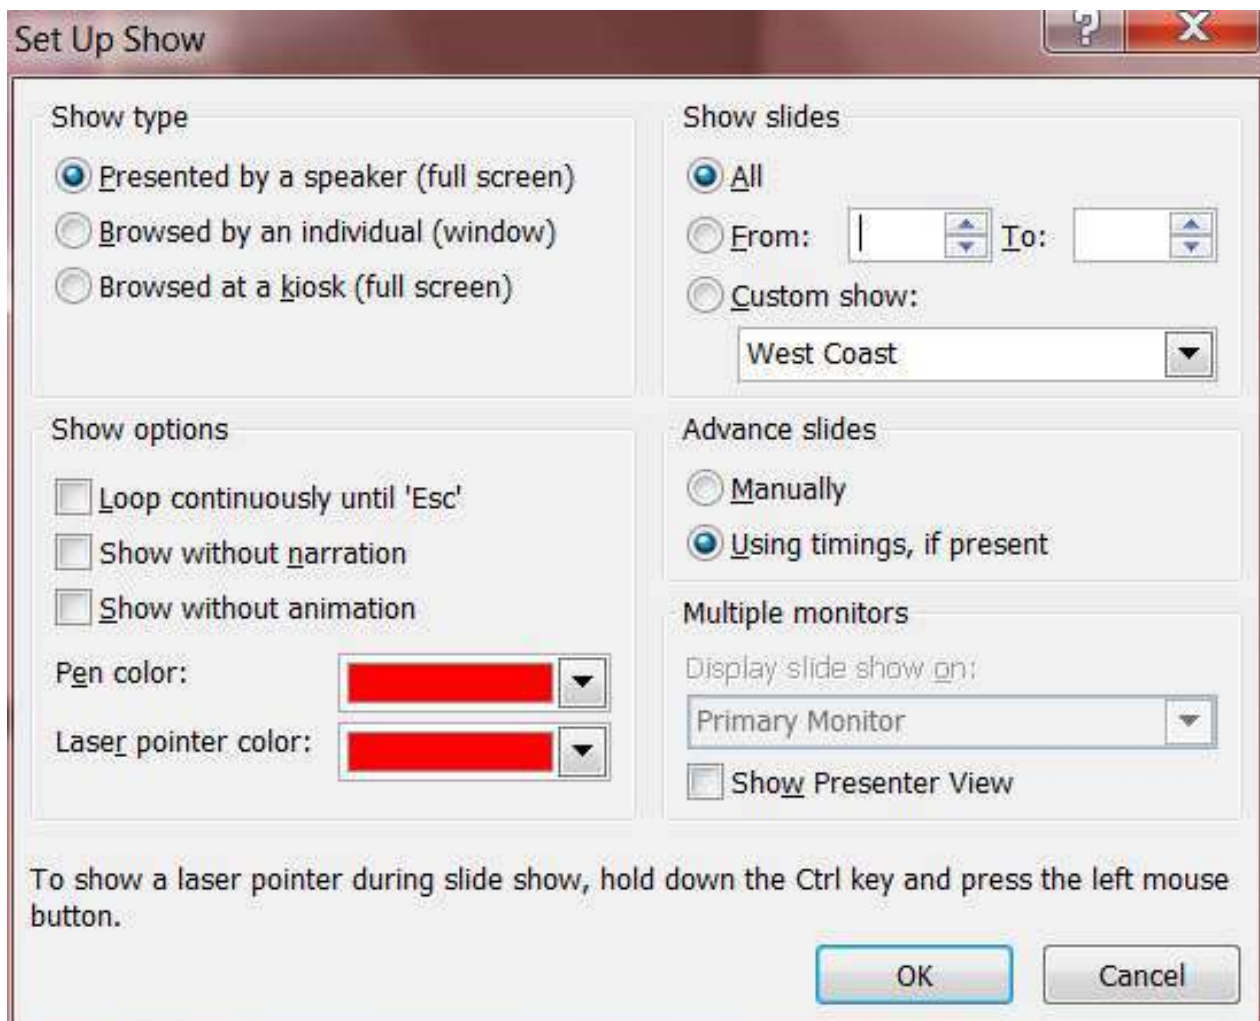 Set Up Show
?
X
Show type
Presented by a speaker (full screen)
Browsed by an individual (window)
Browsed at a kiosk (full screen)
Show slides
All
From: To:
Custom show:
West Coast
Show options
Loop continuously until 'Esc'
Show without narration
Show without animation
Pen color:
Laser pointer color:
Advance slides
Manually
Using timings, if present
Multiple monitors
Display slide show on:
Primary Monitor
Show Presenter View
To show a laser pointer during slide show, hold down the Ctrl key and press the left mouse
button.
OK
Cancel